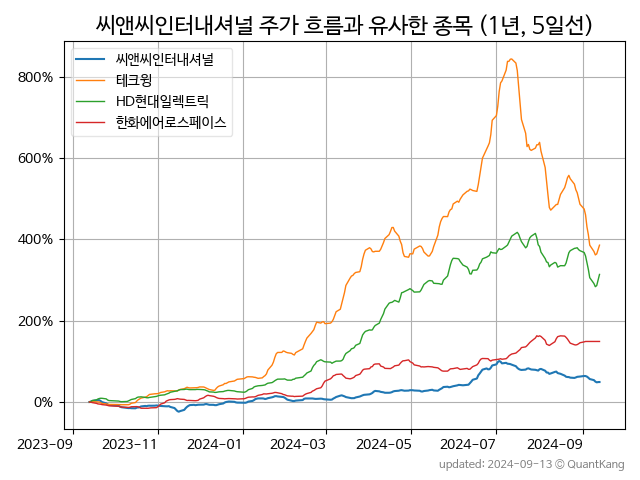 씨앤씨인터내셔널 주가 흐름과 유사한 종목 (1년, 5일선)
씨앤씨인터내셔널
테크윙
HD현대일렉트릭
한화에어로스페이스
800%
600%
400%
200%
0%
2023-09 2023-11 2024-01 2024-03 2024-05 2024-07 2024-09
updated: 2024-09-13 © QuantKang